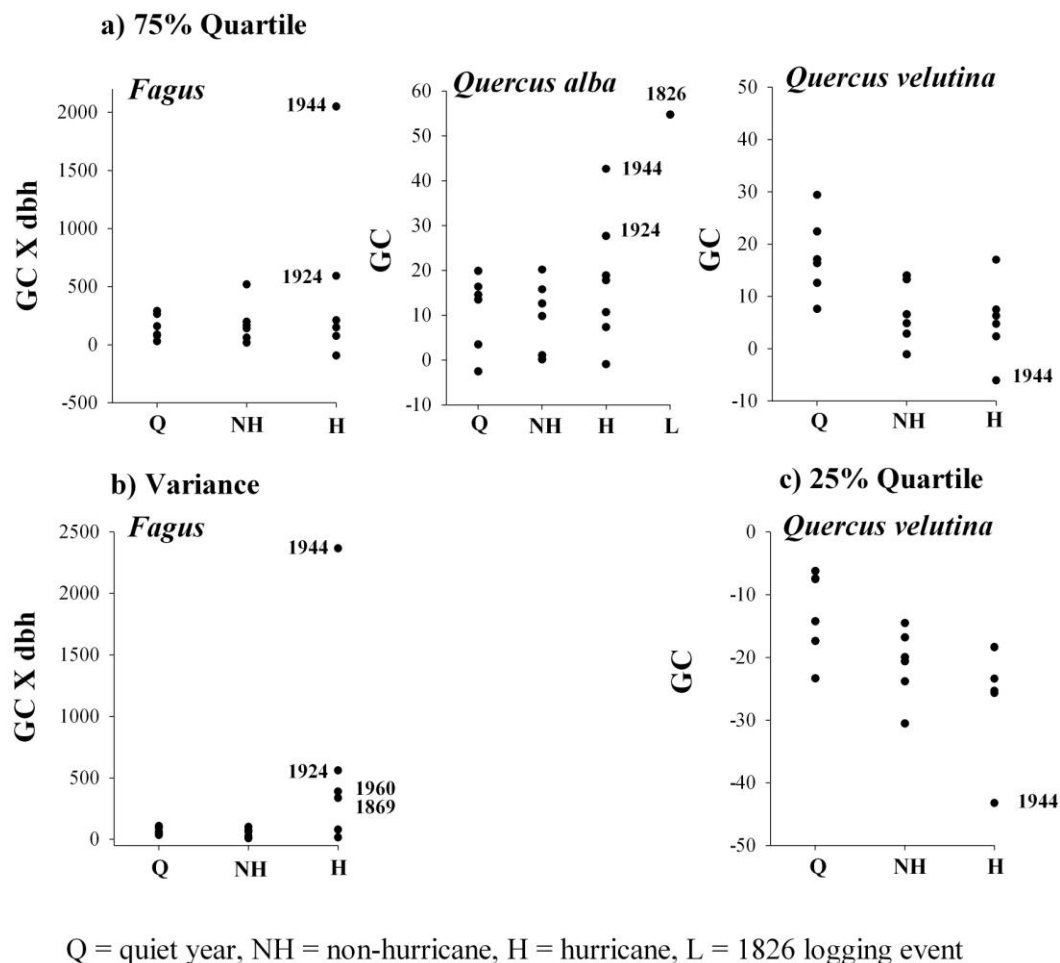 a) 75% Quartile
Fagus
GC X dbh
2000
1500
1000
500
0
-500
1944
1924
Q NH H
Quercus alba
GC
60
50
40
30
20
10
0
-10
1826
1944
1924
Q NH H L
Quercus velutina
GC
50
40
30
20
10
0
-10
1944
Q NH H
b) Variance
Fagus
GC X dbh
2500
2000
1500
1000
500
0
1944
1924
1960
1869
Q NH H
c) 25% Quartile
Quercus velutina
GC
0
-10
-20
-30
-40
-50
1944
Q NH H
Q = quiet year, NH = non-hurricane, H = hurricane, L = 1826 logging event